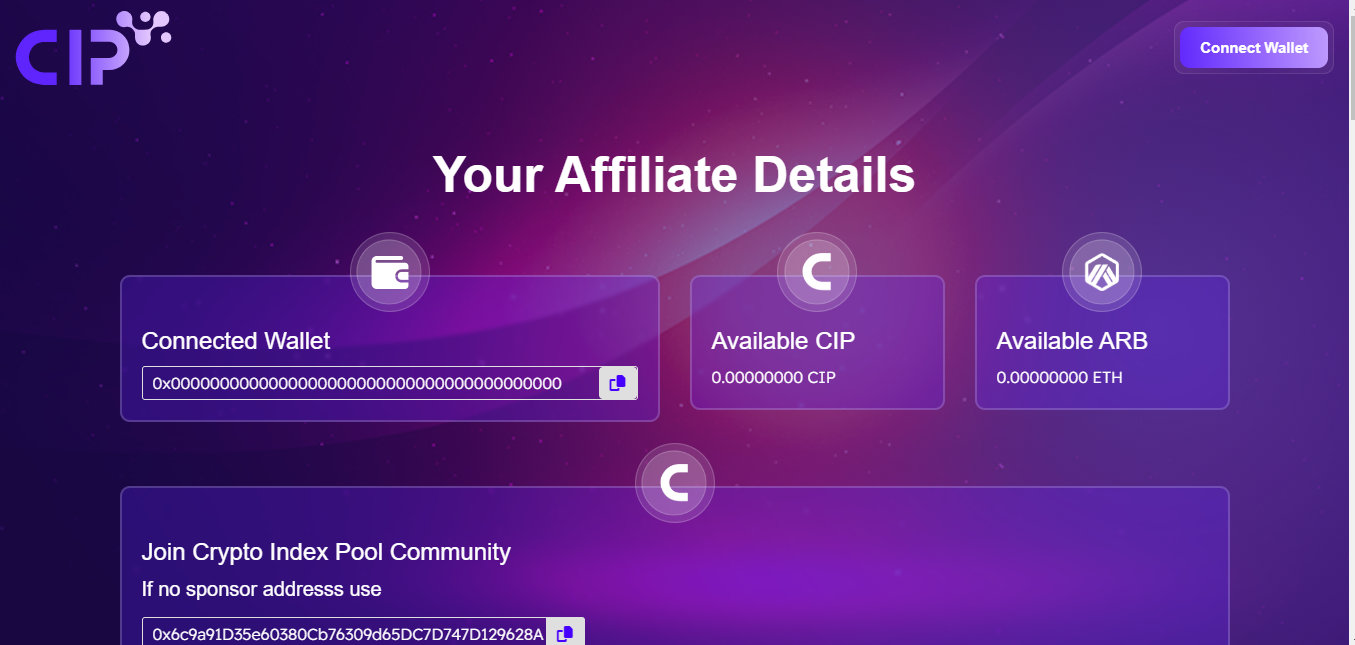 CIP
Connect Wallet
Your Affiliate Details
Connected Wallet
0x0000000000000000000000000000000000000000
Available CIP
0.00000000 CIP
Available ARB
0.00000000 ETH
Join Crypto Index Pool Community
If no sponsor addresss use
0x6c9a91D35e60380Cb76309d65DC7D747D129628A